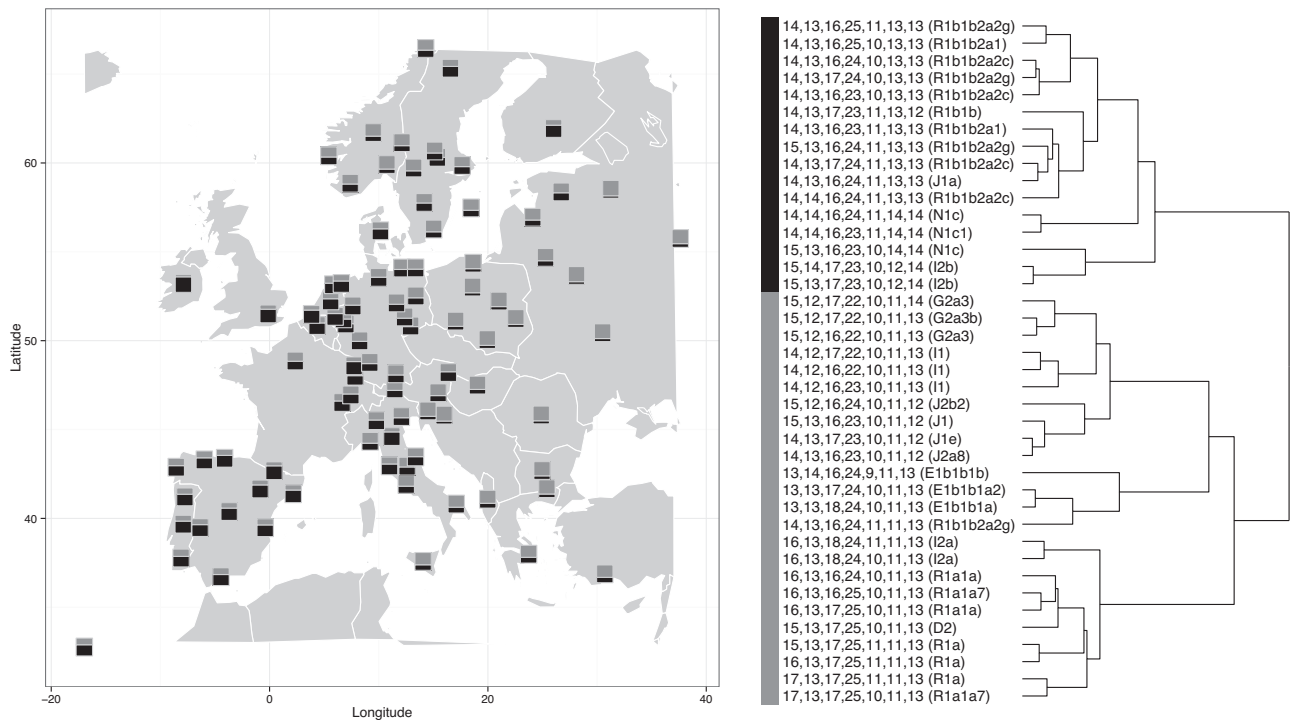 60
50
40
Latitude
−20
0
20
40
Longitude
14,13,16,25,11,13,13 (R1b1b2a2g)
14,13,16,25,10,13,13 (R1b1b2a1)
14,13,16,24,10,13,13 (R1b1b2a2c)
14,13,17,24,10,13,13 (R1b1b2a2g)
14,13,16,23,10,13,13 (R1b1b2a2c)
14,13,17,23,11,13,12 (R1b1b)
14,13,16,23,11,13,13 (R1b1b2a1)
15,13,16,24,11,13,13 (R1b1b2a2g)
14,13,17,24,11,13,13 (R1b1b2a2c)
14,13,16,24,11,13,13 (J1a)
14,14,16,24,11,13,13 (R1b1b2a2c)
14,14,16,24,11,14,14 (N1c)
14,14,16,23,11,14,14 (N1c1)
15,13,16,23,10,14,14 (N1c)
15,14,17,23,10,12,14 (I2b)
15,13,17,23,10,12,14 (I2b)
15,12,17,22,10,11,14 (G2a3)
15,12,17,22,10,11,13 (G2a3b)
15,12,16,22,10,11,13 (G2a3)
14,12,17,22,10,11,13 (I1)
14,12,16,22,10,11,13 (I1)
14,12,16,23,10,11,13 (I1)
15,12,16,24,10,11,12 (J2b2)
15,13,16,23,10,11,12 (J1)
14,13,17,23,10,11,12 (J1e)
14,13,16,23,10,11,12 (J2a8)
13,14,16,24,9,11,13 (E1b1b1b)
13,13,17,24,10,11,13 (E1b1b1a2)
13,13,18,24,10,11,13 (E1b1b1a)
14,13,16,24,11,11,13 (R1b1b2a2g)
16,13,18,24,11,11,13 (I2a)
16,13,18,24,10,11,13 (I2a)
16,13,16,24,10,11,13 (R1a1a)
16,13,16,25,10,11,13 (R1a1a7)
16,13,17,25,10,11,13 (R1a1a)
15,13,17,25,10,11,13 (D2)
15,13,17,25,11,11,13 (R1a)
16,13,17,25,11,11,13 (R1a)
17,13,17,25,11,11,13 (R1a)
17,13,17,25,10,11,13 (R1a1a7)